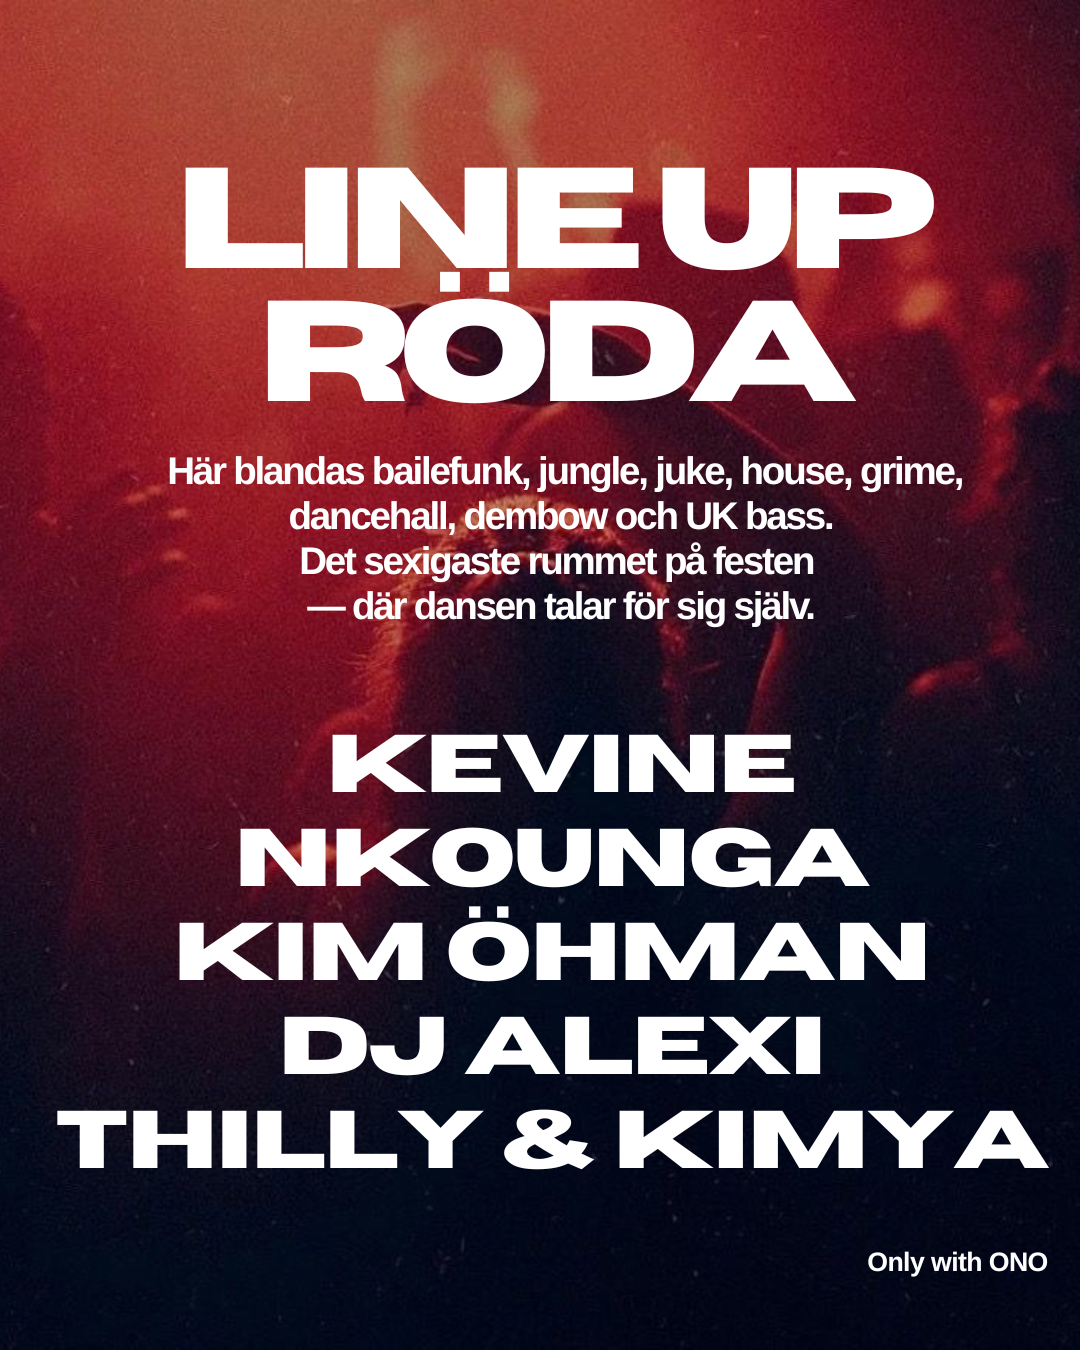 LINE UP
RÖDA
Här blandas bailefunk, jungle, juke, house, grime,
dancehall, dembow och UK bass.
Det sexigaste rummet på festen
— där dansen talar för sig själv.
KEVINE
NKOUNGA
KIM ÖHMAN
DJ ALEXI
THILLY & KIMYA
Only with ONO